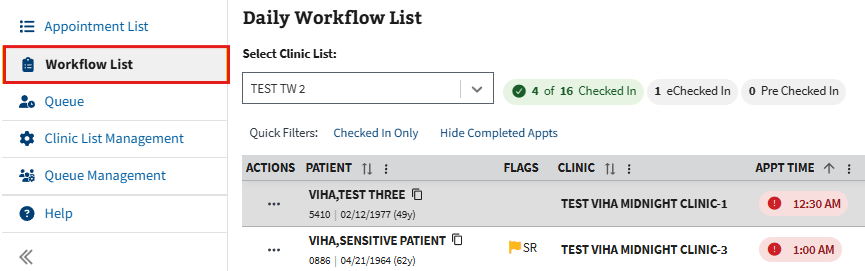 Appointment List
Workflow List
Queue
Clinic List Management
Queue Management
Help
Daily Workflow List
Select Clinic List:
TEST TW 2
4 of 16 Checked In
1 eChecked In
0 Pre Checked In
Quick Filters: Checked In Only Hide Completed Appts
ACTIONS PATIENT FLAGS CLINIC APPT TIME
VIHA,TEST THREE
5410 | 02/12/1977 (49y)
TEST VIHA MIDNIGHT CLINIC-1
12:30 AM
VIHA,SENSITIVE PATIENT
0886 | 04/21/1964 (62y)
SR
TEST VIHA MIDNIGHT CLINIC-3
1:00 AM